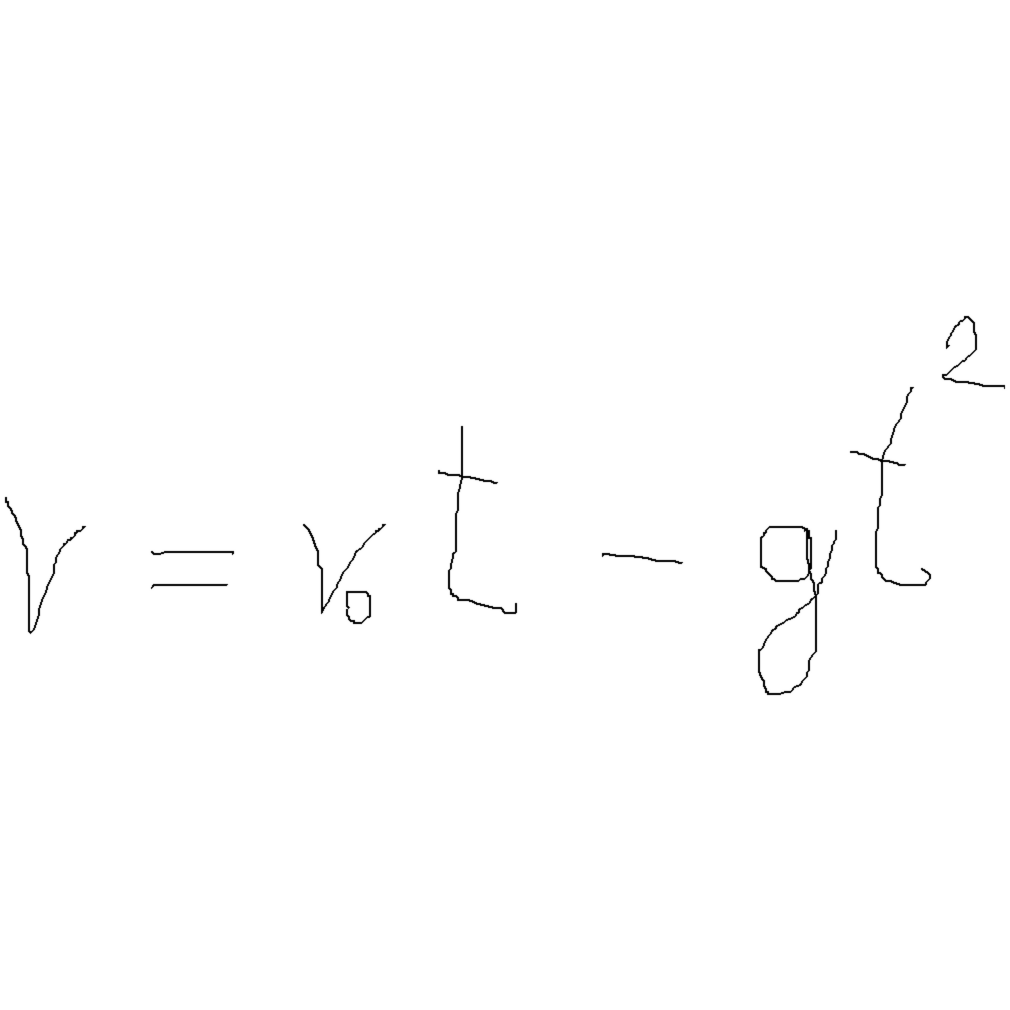 v = v₀t - gt²